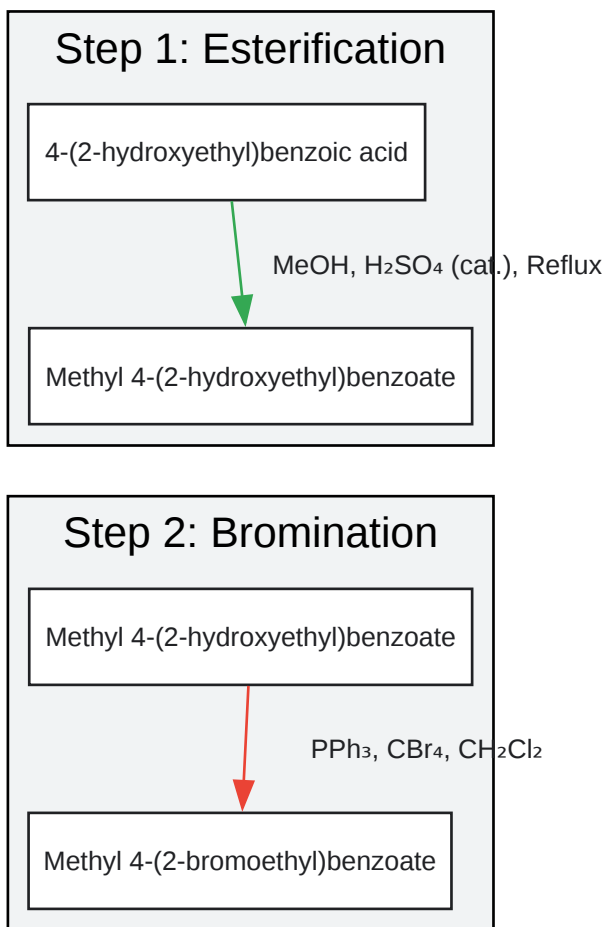 Step 1: Esterification
4-(2-hydroxyethyl)benzoic acid
MeOH, H₂SO₄ (cat.), Reflux
Methyl 4-(2-hydroxyethyl)benzoate
Step 2: Bromination
Methyl 4-(2-hydroxyethyl)benzoate
PPh₃, CBr₄, CH₂Cl₂
Methyl 4-(2-bromoethyl)benzoate